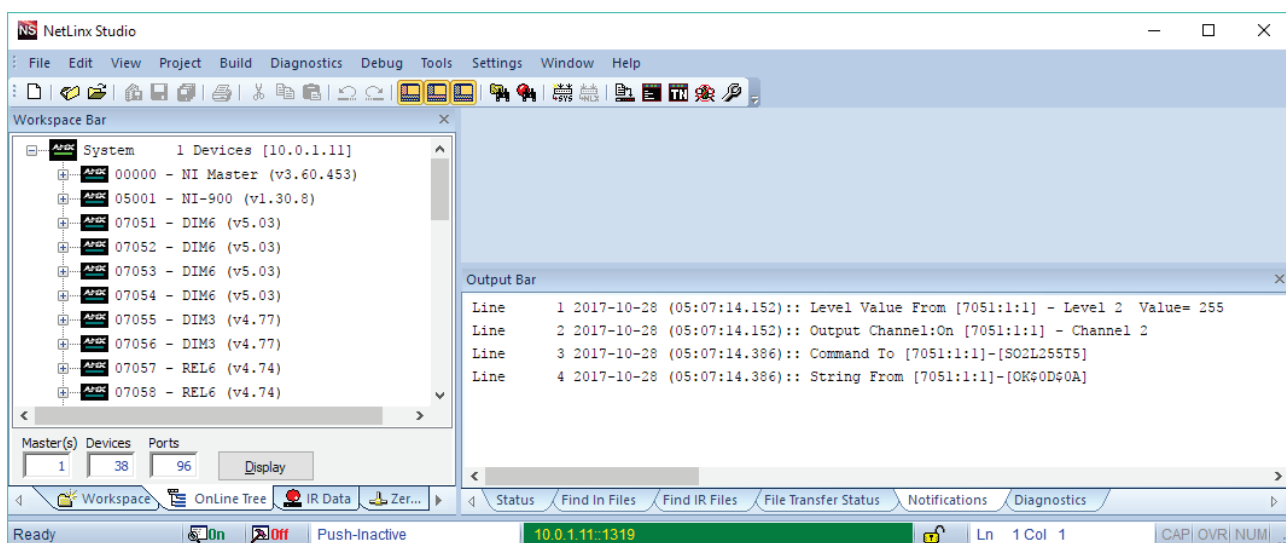 NS NetLinx Studio
File Edit View Project Build Diagnostics Debug Tools Settings Window Help
Workspace Bar
System 1 Devices [10.0.1.11]
00000 - NI Master (v3.60.453)
05001 - NI-900 (v1.30.8)
07051 - DIM6 (v5.03)
07052 - DIM6 (v5.03)
07053 - DIM6 (v5.03)
07054 - DIM6 (v5.03)
07055 - DIM3 (v4.77)
07056 - DIM3 (v4.77)
07057 - REL6 (v4.74)
07058 - REL6 (v4.74)
Master(s) Devices Ports
1 38 96 Display
Workspace OnLine Tree IR Data Zer...
Output Bar
Line 1 2017-10-28 (05:07:14.152):: Level Value From [7051:1:1] - Level 2 Value= 255
Line 2 2017-10-28 (05:07:14.152):: Output Channel:On [7051:1:1] - Channel 2
Line 3 2017-10-28 (05:07:14.386):: Command To [7051:1:1]-[SO2L255T5]
Line 4 2017-10-28 (05:07:14.386):: String From [7051:1:1]-[OK$0D$0A]
Status Find In Files Find IR Files File Transfer Status Notifications Diagnostics
Ready On Off Push-Inactive 10.0.1.11::1319 Ln 1 Col 1 CAP OVR NUM